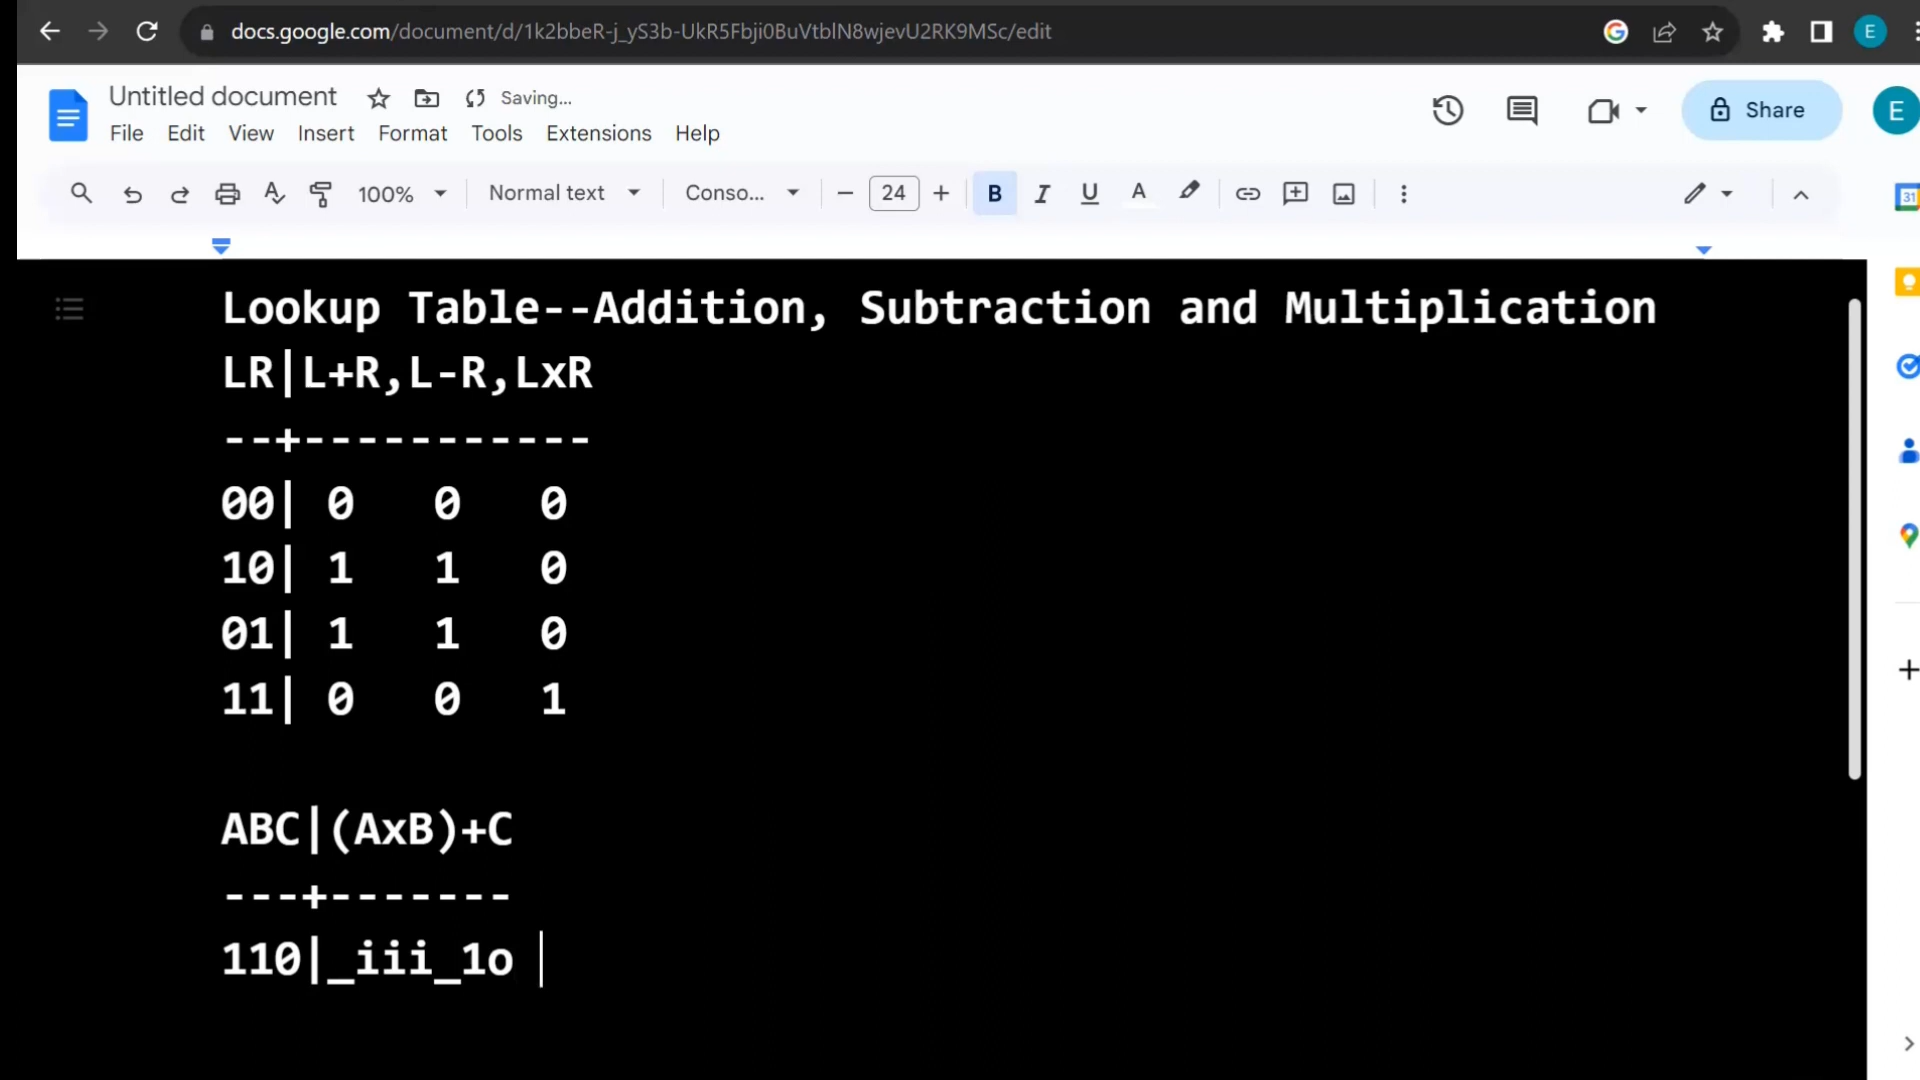 docs.google.com/document/d/1k2bbeR-j_yS3b-UkR5Fbji0BuVtblN8wjevU2RK9MSc/edit
E
Untitled document
Saving...
File Edit View Insert Format Tools Extensions Help
Share
E
100%
Normal text
Conso...
24
B I U A
31
Lookup Table--Addition, Subtraction and Multiplication
LR|L+R,L-R,LxR
--+-----------
00| 0   0   0
10| 1   1   0
01| 1   1   0
11| 0   0   1
ABC|(AxB)+C
---+-------
110|_iii_1o